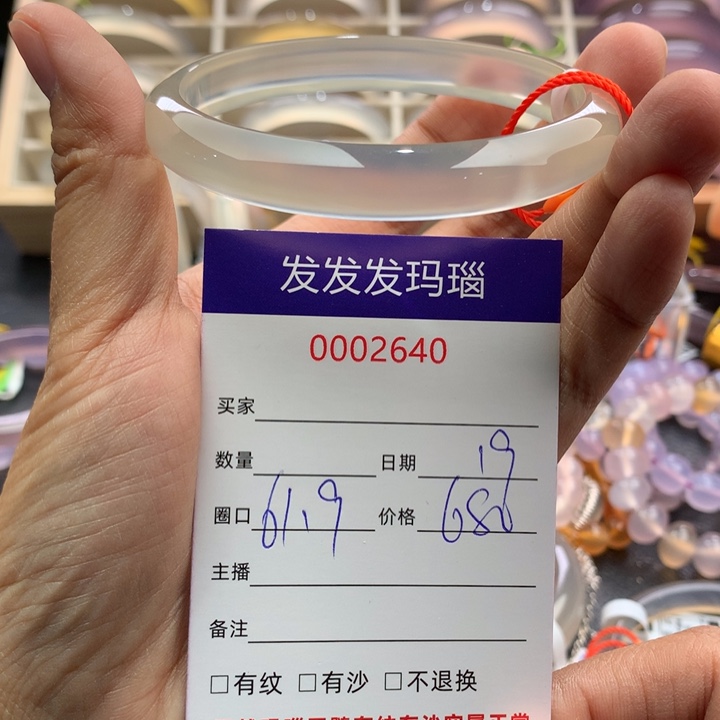 发发发玛瑙
0002640
买家
数量 日期 19
圈口 61.9 价格 680
主播
备注
□有纹 □有沙 □不退换